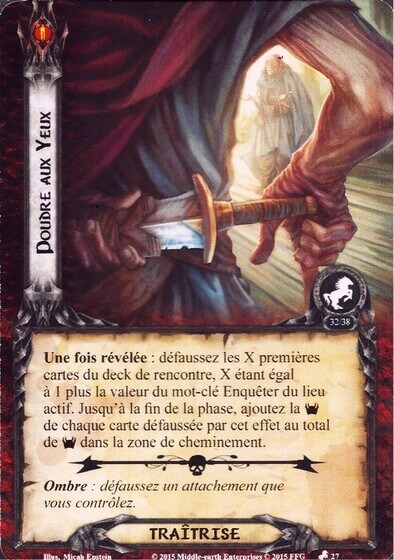 POUDRE AUX YEUX
32/38
Une fois révélée : défaussez les X premières
cartes du deck de rencontre, X étant égal
à 1 plus la valeur du mot-clé Enquêter du lieu
actif. Jusqu'à la fin de la phase, ajoutez la
de chaque carte défaussée par cet effet au total
de dans la zone de cheminement.
Ombre : défaussez un attachement que
vous contrôlez.
TRAÎTRISE
Illus. Micah Epstein © 2015 Middle-earth Enterprises © 2015 FFG 27